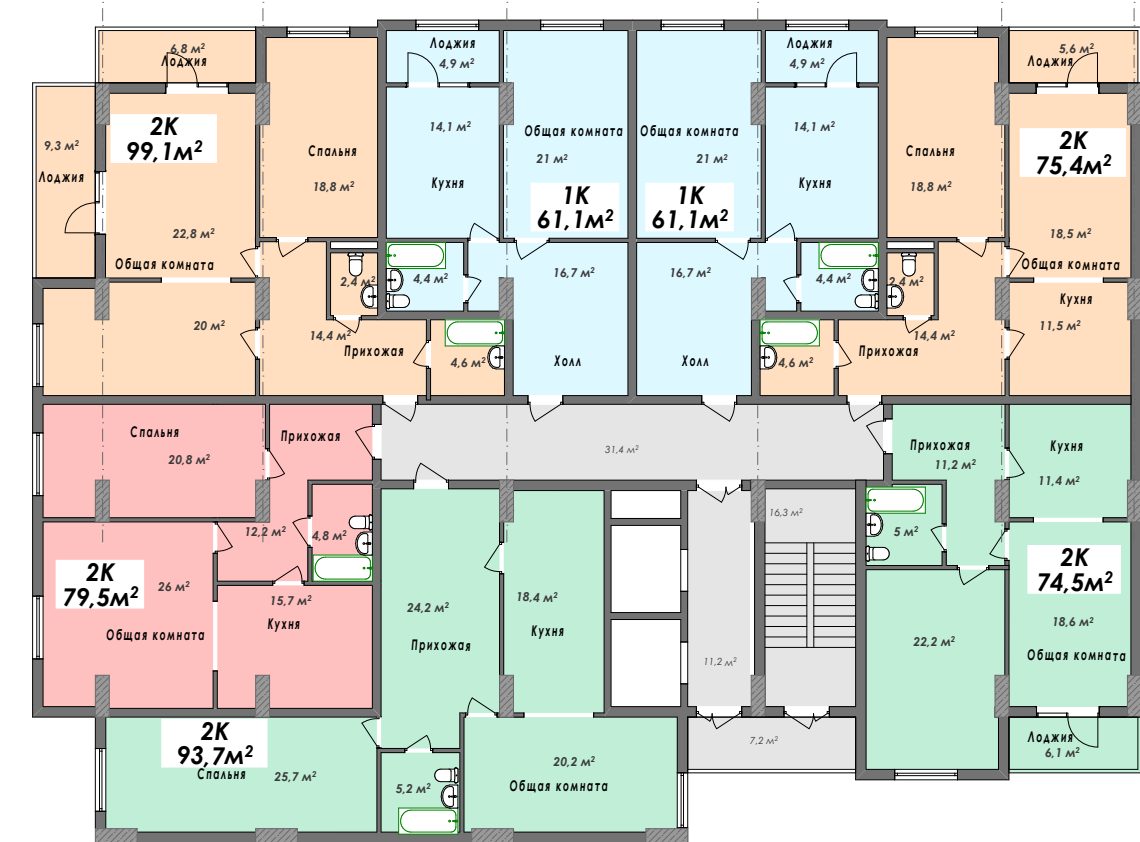 6,8 м²
Лоджия
9,3 м²
Лоджия
2К
99,1м²
22,8 м²
Общая комната
20 м²
Спальня
18,8 м²
2,4 м²
14,4 м²
Прихожая
4,6 м²
Лоджия
4,9 м²
14,1 м²
Кухня
4,4 м²
Общая комната
21 м²
1К
61,1м²
16,7 м²
Холл
Общая комната
21 м²
1К
61,1м²
16,7 м²
Холл
Лоджия
4,9 м²
14,1 м²
Кухня
4,4 м²
Спальня
18,8 м²
2,4 м²
14,4 м²
Прихожая
4,6 м²
5,6 м²
Лоджия
2К
75,4м²
18,5 м²
Общая комната
Кухня
11,5 м²
Спальня
20,8 м²
Прихожая
12,2 м²
4,8 м²
2К
79,5м²
26 м²
Общая комната
15,7 м²
Кухня
31,4 м²
24,2 м²
Прихожая
18,4 м²
Кухня
2К
93,7м²
Спальня
25,7 м²
5,2 м²
20,2 м²
Общая комната
11,2 м²
16,3 м²
7,2 м²
Прихожая
11,2 м²
5 м²
22,2 м²
Кухня
11,4 м²
2К
74,5м²
18,6 м²
Общая комната
Лоджия
6,1 м²